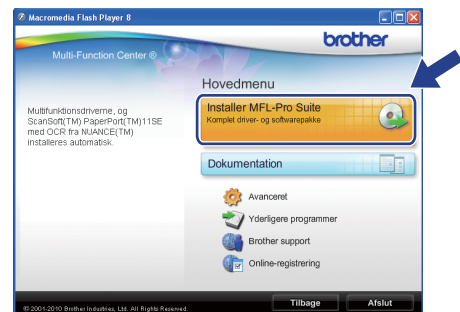 Macromedia Flash Player 8
brother
Multi-Function Center ®
Hovedmenu
Multifunktionsdriverne, og
ScanSoft(TM) PaperPort(TM)11SE
med OCR fra NUANCE(TM)
installeres automatisk.
Installer MFL-Pro Suite
Komplet driver- og softwarepakke
Dokumentation
Avanceret
Yderligere programmer
Brother support
Online-registrering
© 2001-2010 Brother Industries, Ltd. All Rights Reserved.
Tilbage
Afslut